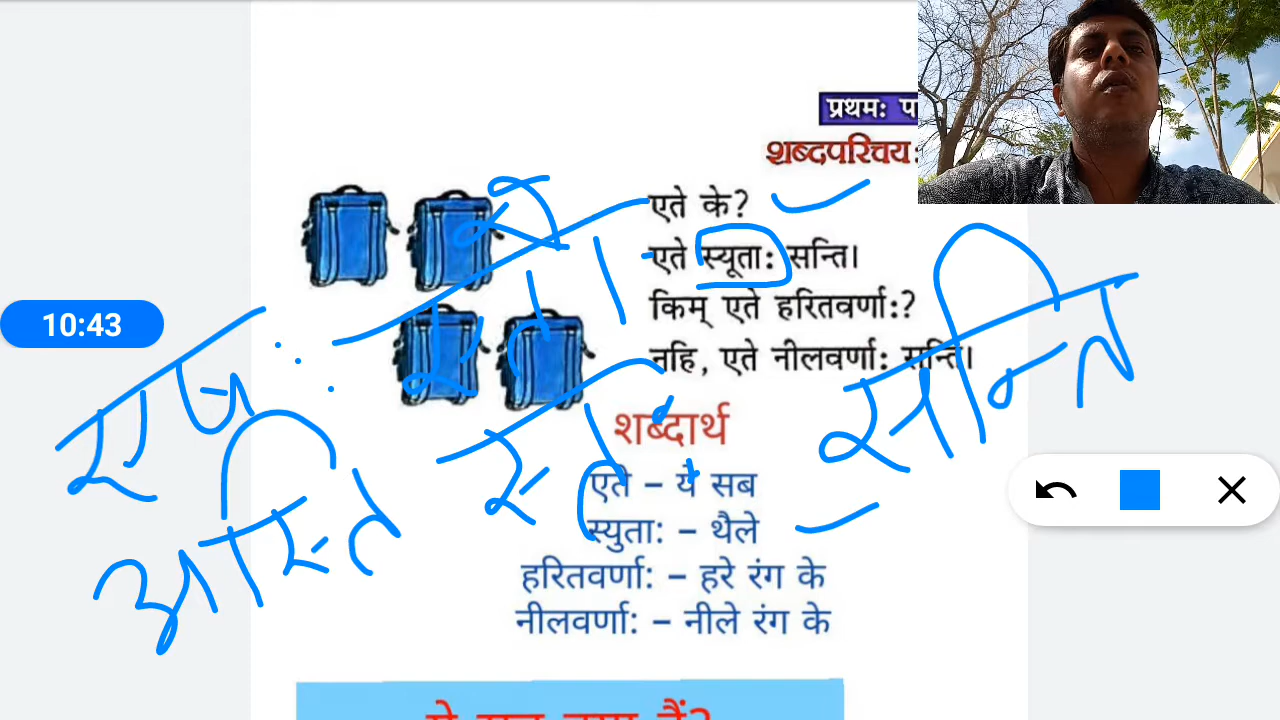 प्रथमः
शब्दपरिचयः
एते के?
एते स्यूताः सन्ति।
किम् एते हरितवर्णाः?
नहि, एते नीलवर्णाः सन्ति।
शब्दार्थ
एते – ये सब
स्युताः – थैले
हरितवर्णाः – हरे रंग के
नीलवर्णाः – नीले रंग के
10:43
अस्ति
स्तः
सन्ति